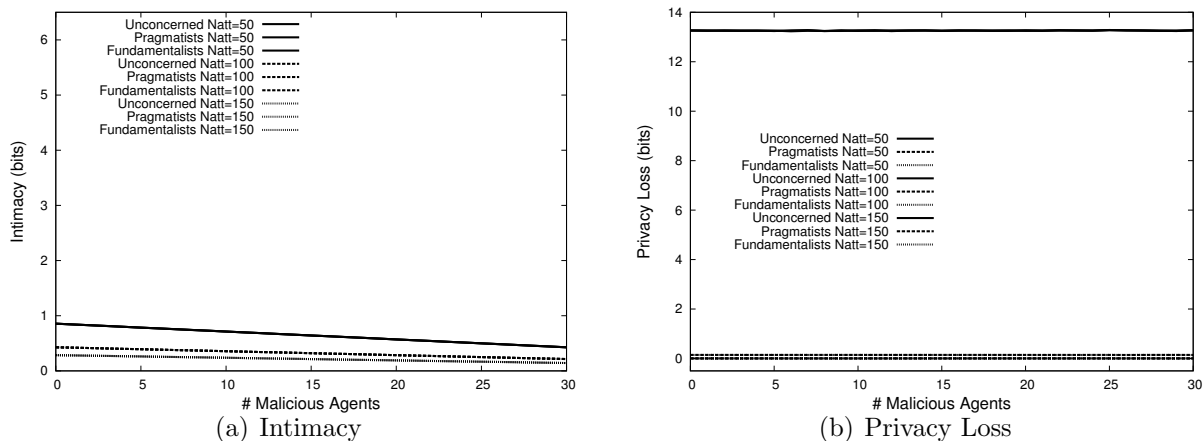 6
5
4
3
2
1
0
Intimacy (bits)
Unconcerned Natt=50
Pragmatists Natt=50
Fundamentalists Natt=50
Unconcerned Natt=100
Pragmatists Natt=100
Fundamentalists Natt=100
Unconcerned Natt=150
Pragmatists Natt=150
Fundamentalists Natt=150
0 5 10 15 20 25 30
# Malicious Agents
(a) Intimacy
14
12
10
8
6
4
2
0
Privacy Loss (bits)
Unconcerned Natt=50
Pragmatists Natt=50
Fundamentalists Natt=50
Unconcerned Natt=100
Pragmatists Natt=100
Fundamentalists Natt=100
Unconcerned Natt=150
Pragmatists Natt=150
Fundamentalists Natt=150
0 5 10 15 20 25 30
# Malicious Agents
(b) Privacy Loss